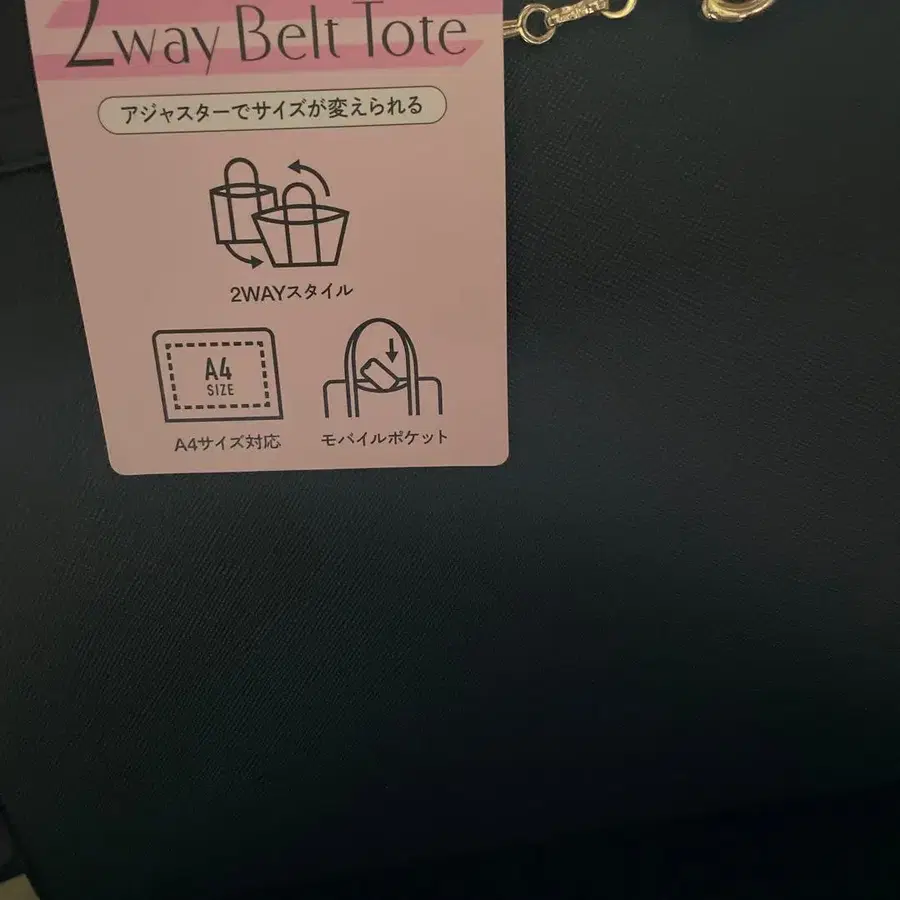 2way Belt Tote
アジャスターでサイズが変えられる
2WAYスタイル
A4
SIZE
A4サイズ対応
モバイルポケット